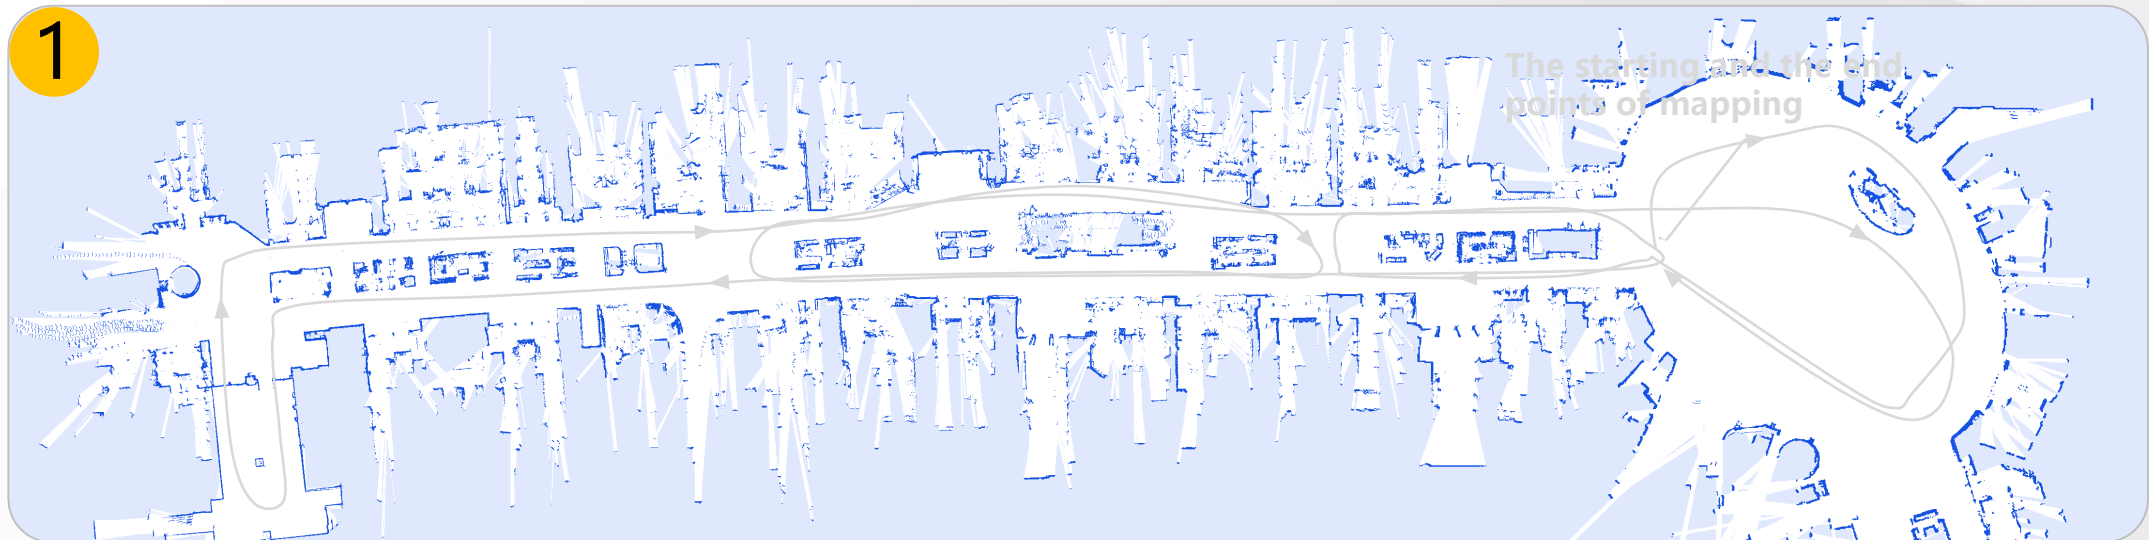 1
The starting and the end
points of mapping